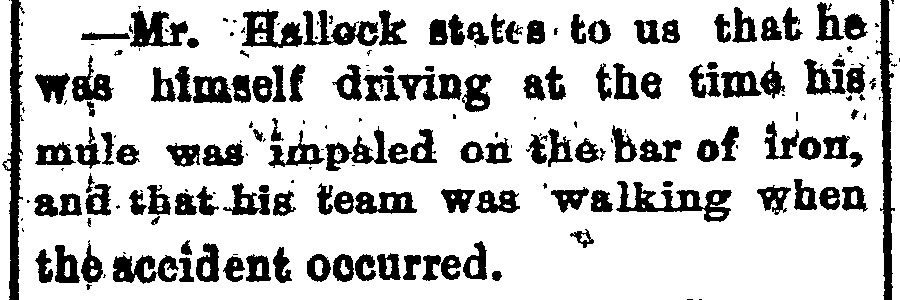 —Mr. Hallock states to us that he
was himself driving at the time his
mule was impaled on the bar of iron,
and that his team was walking when
the accident occurred.